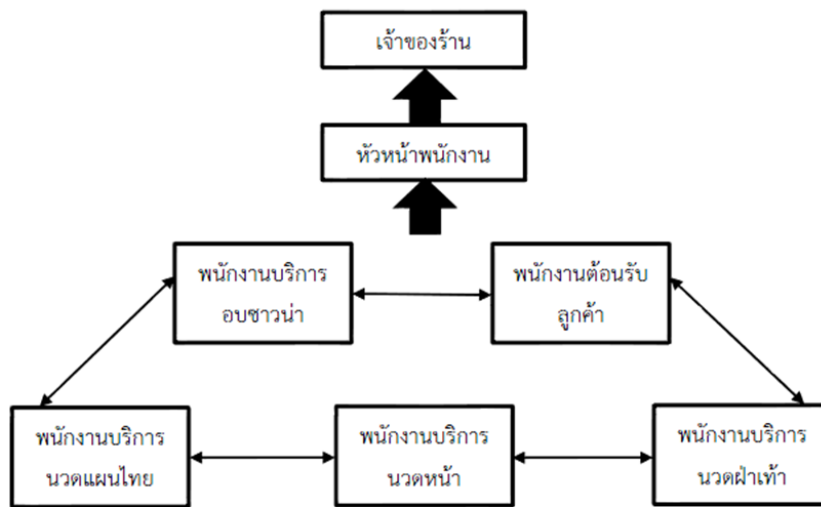 เจ้าของร้าน
หัวหน้าพนักงาน
พนักงานบริการ
อบซาวน่า
พนักงานต้อนรับ
ลูกค้า
พนักงานบริการ
นวดแผนไทย
พนักงานบริการ
นวดหน้า
พนักงานบริการ
นวดฝ่าเท้า